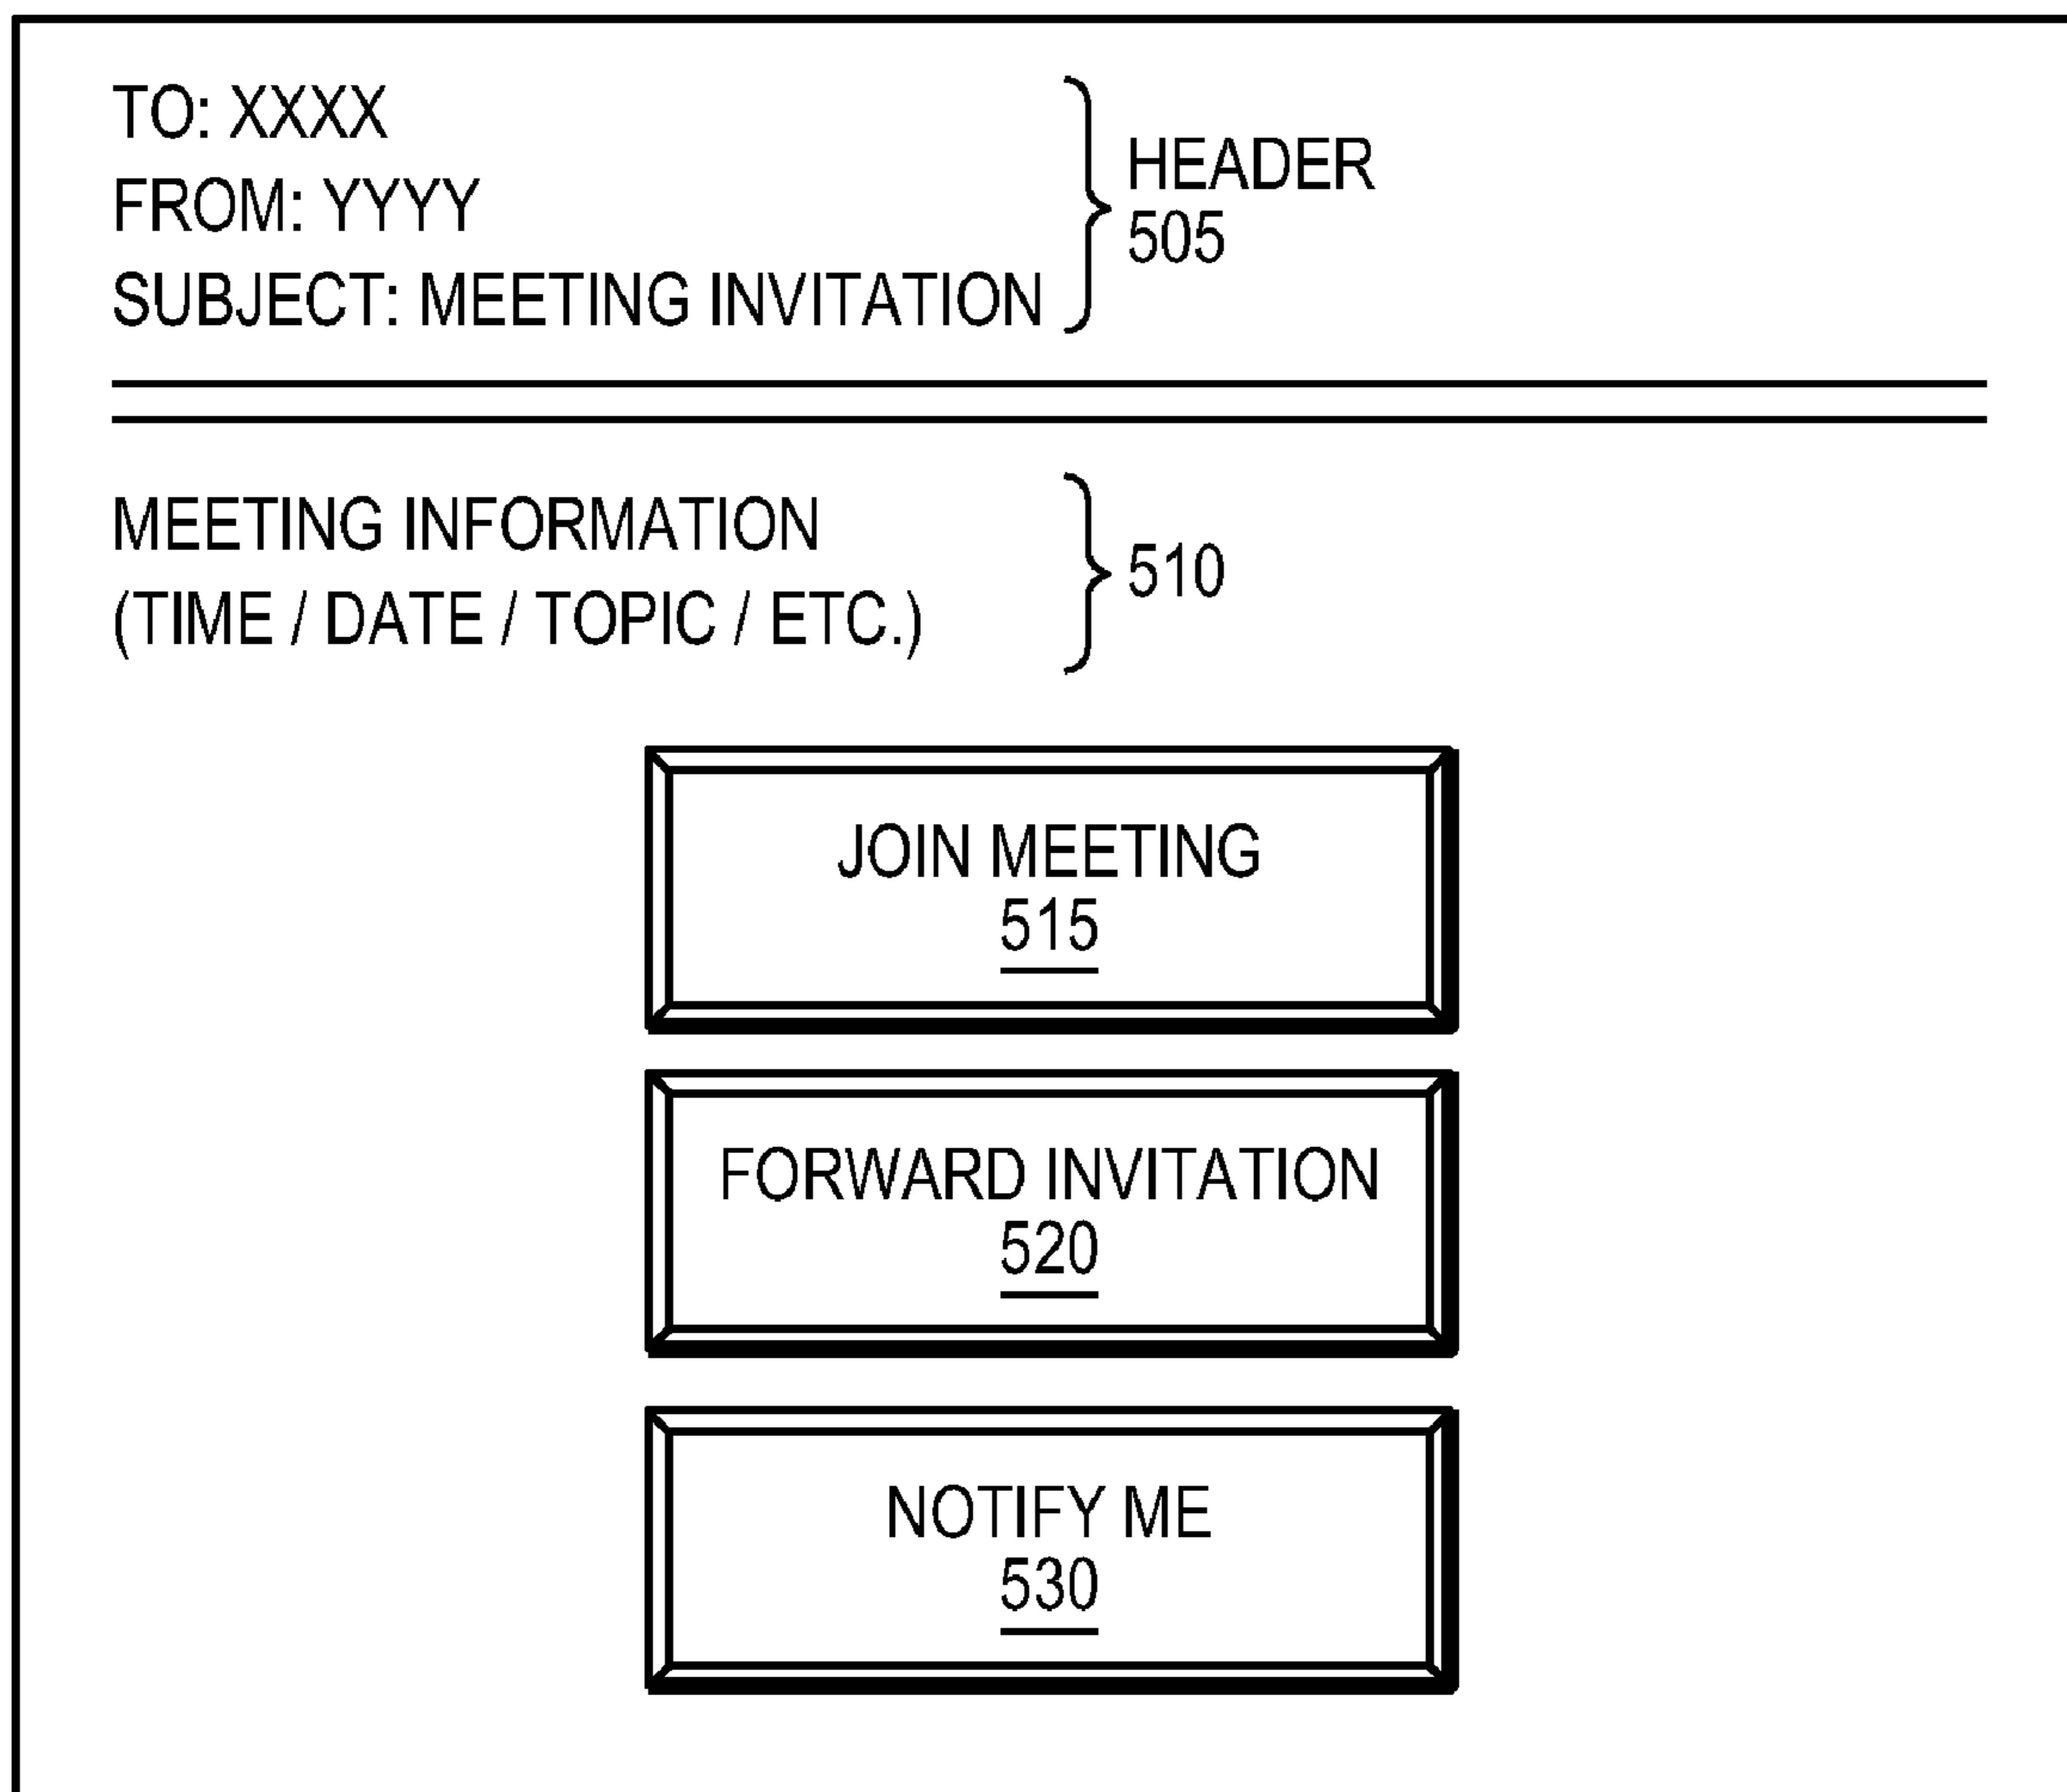 TO: XXXX
FROM: YYYY
SUBJECT: MEETING INVITATION
HEADER
505
MEETING INFORMATION
(TIME / DATE / TOPIC / ETC.)
510
JOIN MEETING
515
FORWARD INVITATION
520
NOTIFY ME
530